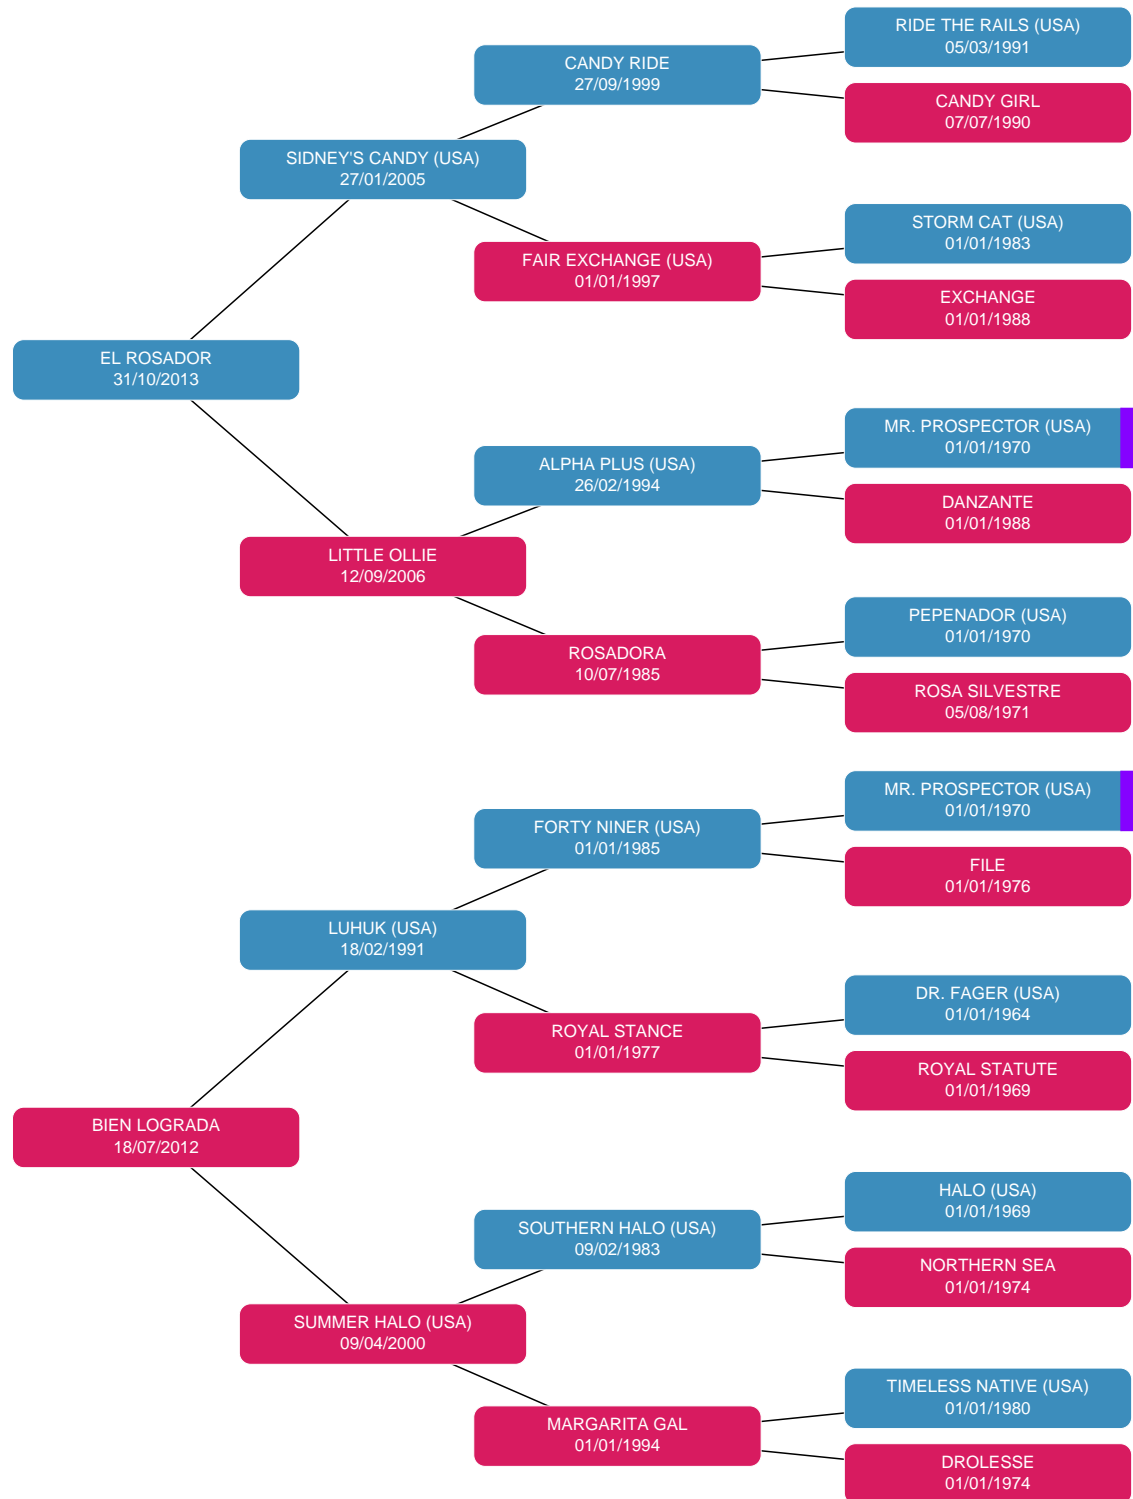 RIDE THE RAILS (USA)
05/03/1991
CANDY RIDE
27/09/1999
CANDY GIRL
07/07/1990
SIDNEY'S CANDY (USA)
27/01/2005
STORM CAT (USA)
01/01/1983
FAIR EXCHANGE (USA)
01/01/1997
EXCHANGE
01/01/1988
EL ROSADOR
31/10/2013
MR. PROSPECTOR (USA)
01/01/1970
ALPHA PLUS (USA)
26/02/1994
DANZANTE
01/01/1988
LITTLE OLLIE
12/09/2006
PEPENADOR (USA)
01/01/1970
ROSADORA
10/07/1985
ROSA SILVESTRE
05/08/1971
MR. PROSPECTOR (USA)
01/01/1970
FORTY NINER (USA)
01/01/1985
FILE
01/01/1976
LUHUK (USA)
18/02/1991
DR. FAGER (USA)
01/01/1964
ROYAL STANCE
01/01/1977
ROYAL STATUTE
01/01/1969
BIEN LOGRADA
18/07/2012
HALO (USA)
01/01/1969
SOUTHERN HALO (USA)
09/02/1983
NORTHERN SEA
01/01/1974
SUMMER HALO (USA)
09/04/2000
TIMELESS NATIVE (USA)
01/01/1980
MARGARITA GAL
01/01/1994
DROLESSE
01/01/1974